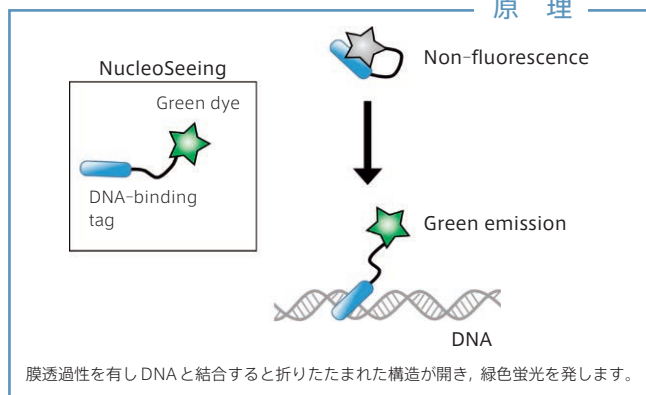 原 理
NucleoSeeing
Green dye
DNA-binding
tag
Non-fluorescence
Green emission
DNA
膜透過性を有し DNAと結合すると折りたたまれた構造が開き, 緑色蛍光を発します。